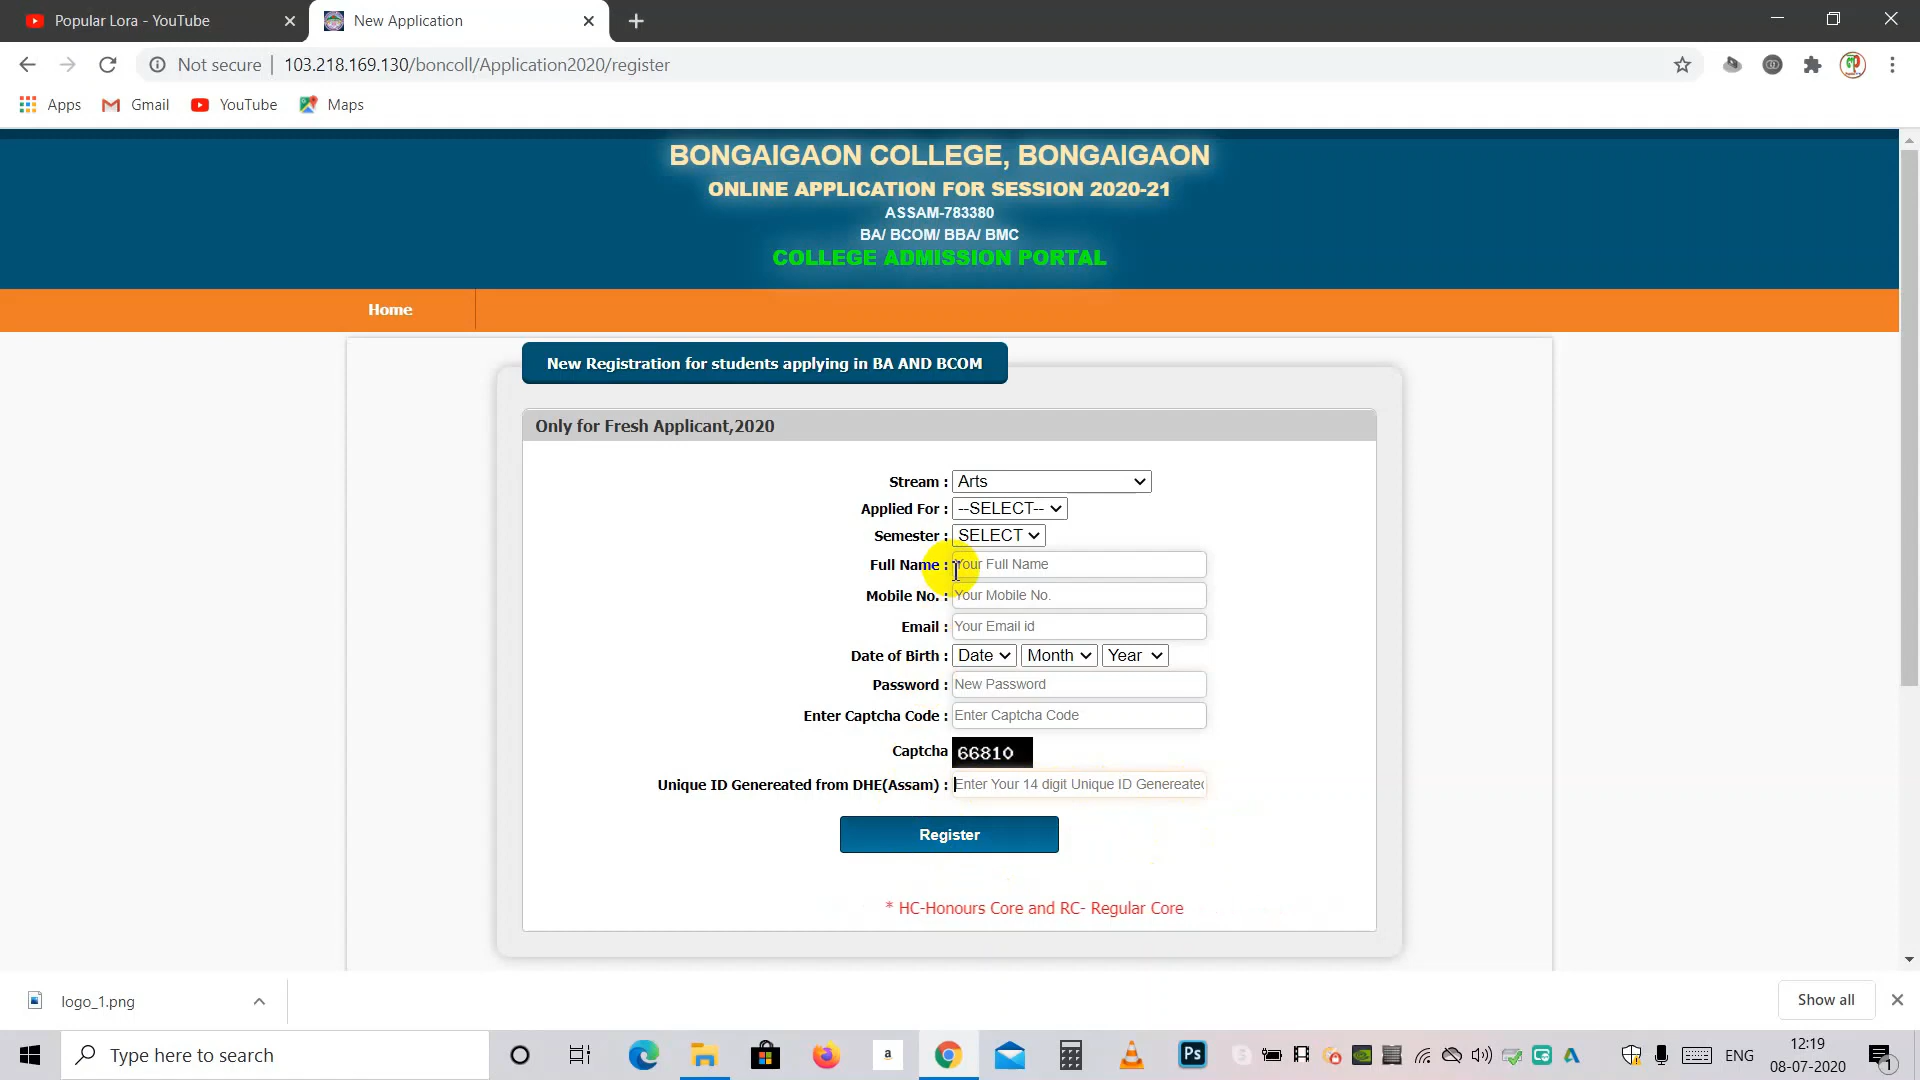 Popular Lora - YouTube
New Application
Not secure | 103.218.169.130/boncoll/Application2020/register
Apps
Gmail
YouTube
Maps
BONGAIGAON COLLEGE, BONGAIGAON
ONLINE APPLICATION FOR SESSION 2020-21
ASSAM-783380
BA/ BCOM/ BBA/ BMC
COLLEGE ADMISSION PORTAL
Home
New Registration for students applying in BA AND BCOM
Only for Fresh Applicant,2020
Stream : Arts
Applied For : --SELECT--
Semester : SELECT
Full Name : Your Full Name
Mobile No. : Your Mobile No.
Email : Your Email id
Date of Birth : Date Month Year
Password : New Password
Enter Captcha Code : Enter Captcha Code
Captcha 66810
Unique ID Genereated from DHE(Assam) : Enter Your 14 digit Unique ID Genereated
Register
* HC-Honours Core and RC- Regular Core
logo_1.png
Show all
Type here to search
a
Ps
ENG
12:19
08-07-2020
1